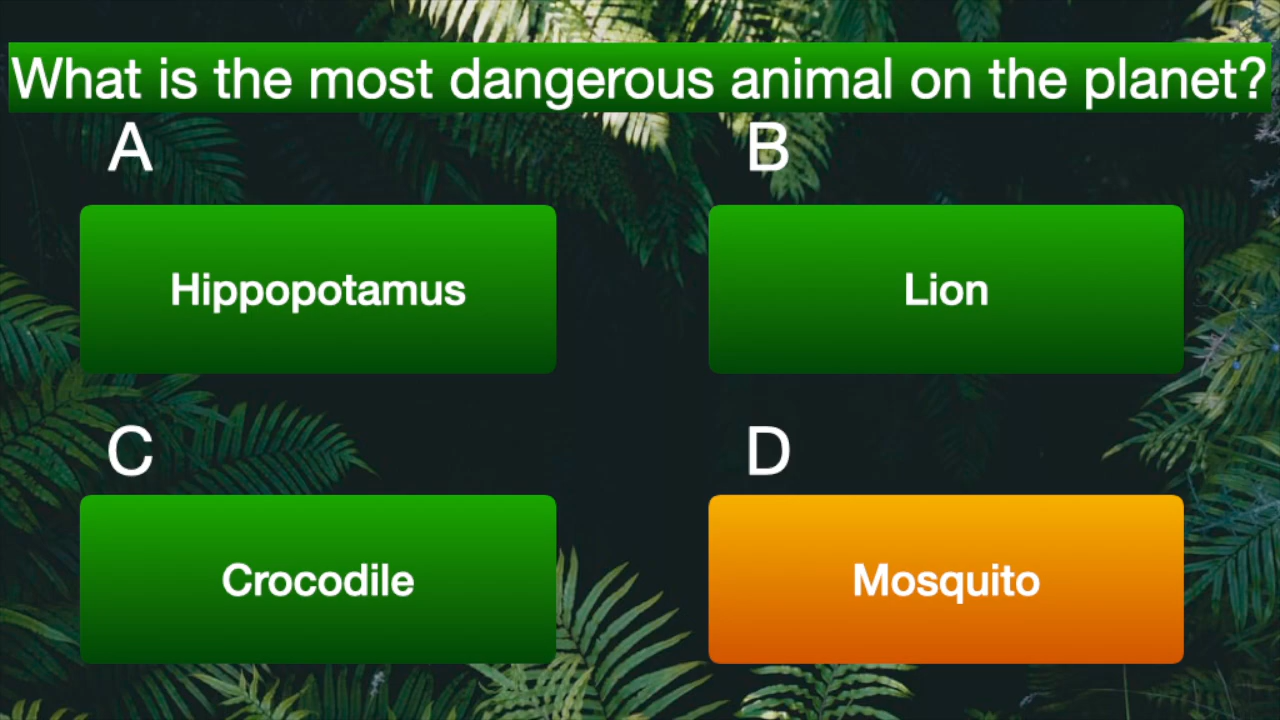 What is the most dangerous animal on the planet?
A
B
Hippopotamus
Lion
C
D
Crocodile
Mosquito